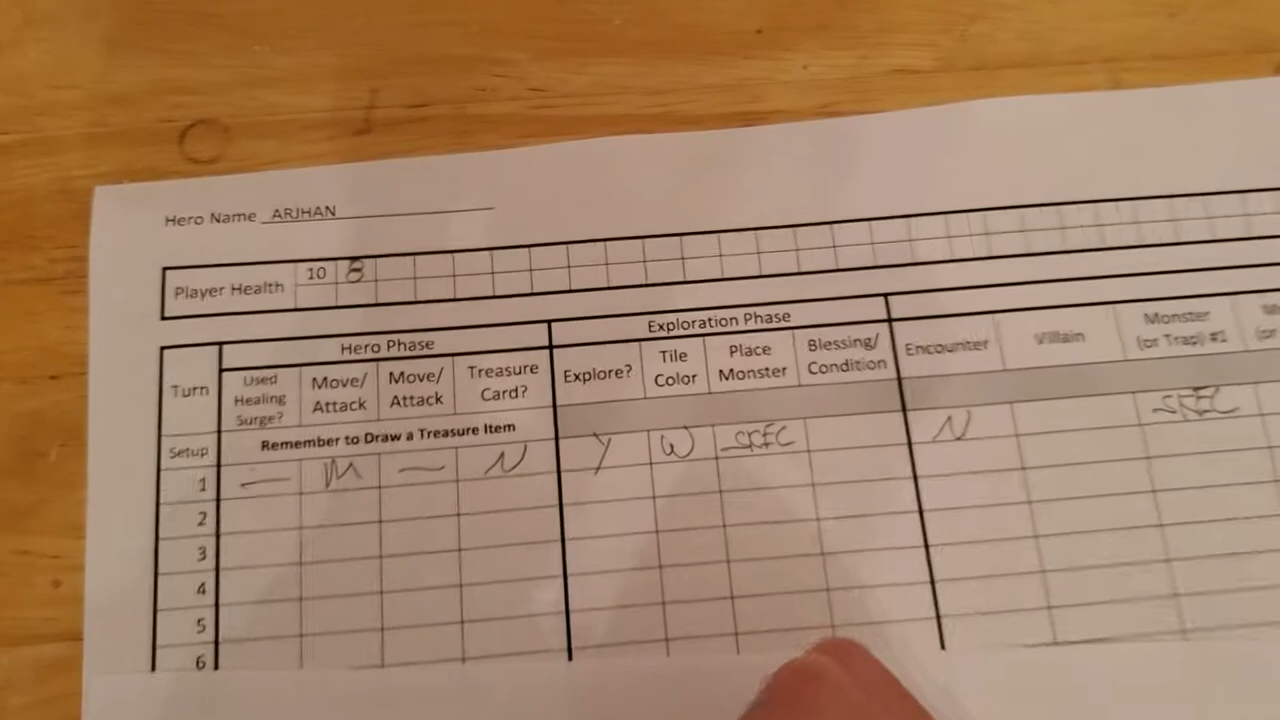 Hero Name ARJHAN
Player Health 10 8
Hero Phase Exploration Phase
Turn Used Healing Surge? Move/ Attack Move/ Attack Treasure Card? Explore? Tile Color Place Monster Blessing/ Condition Encounter Villain Monster (or Trap) #1
Setup Remember to Draw a Treasure Item
1 — M — N Y W N
2
3
4
5
6